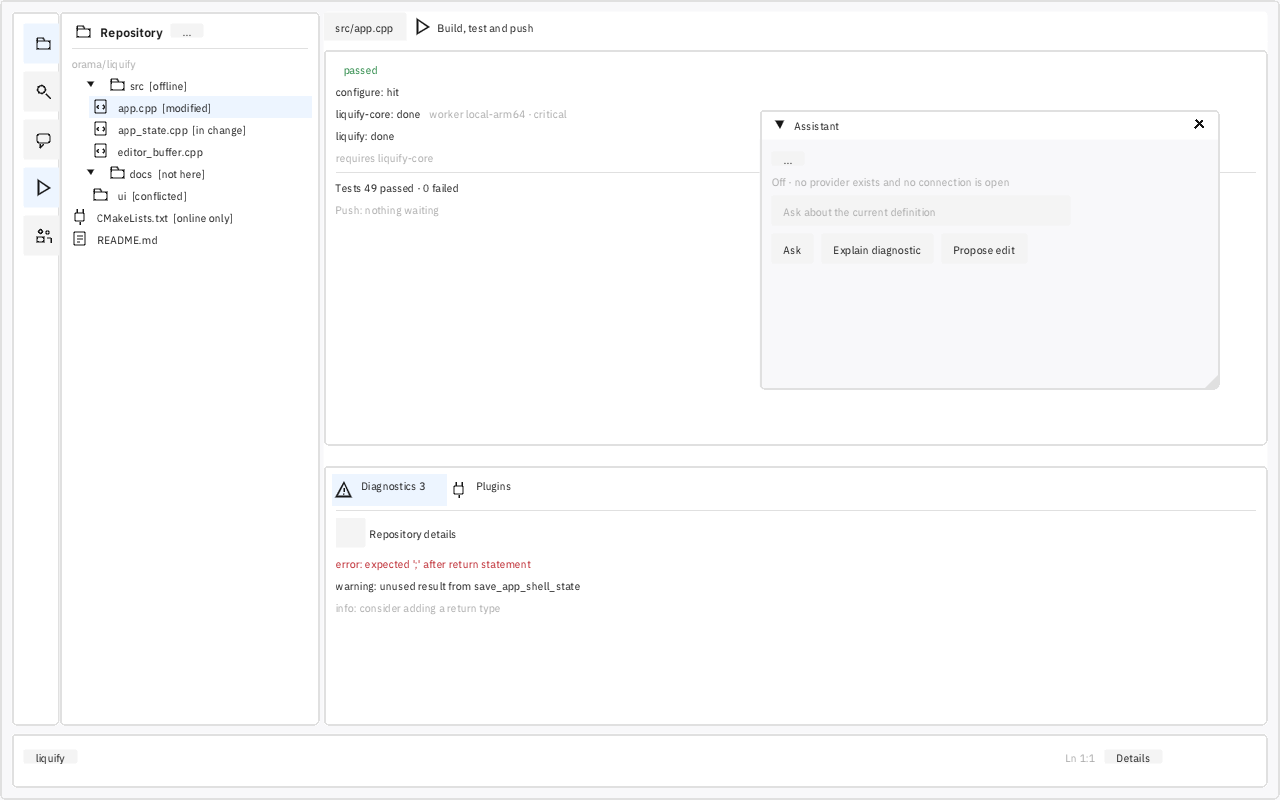 Repository ...
orama/liquify
src [offline]
app.cpp [modified]
app_state.cpp [in change]
editor_buffer.cpp
docs [not here]
ui [conflicted]
CMakeLists.txt [online only]
README.md
src/app.cpp Build, test and push
passed
configure: hit
liquify-core: done worker local-arm64 · critical
liquify: done
requires liquify-core
Tests 49 passed · 0 failed
Push: nothing waiting
Assistant
...
Off - no provider exists and no connection is open
Ask about the current definition
Ask Explain diagnostic Propose edit
Diagnostics 3 Plugins
Repository details
error: expected ';' after return statement
warning: unused result from save_app_shell_state
info: consider adding a return type
liquify Ln 1:1 Details